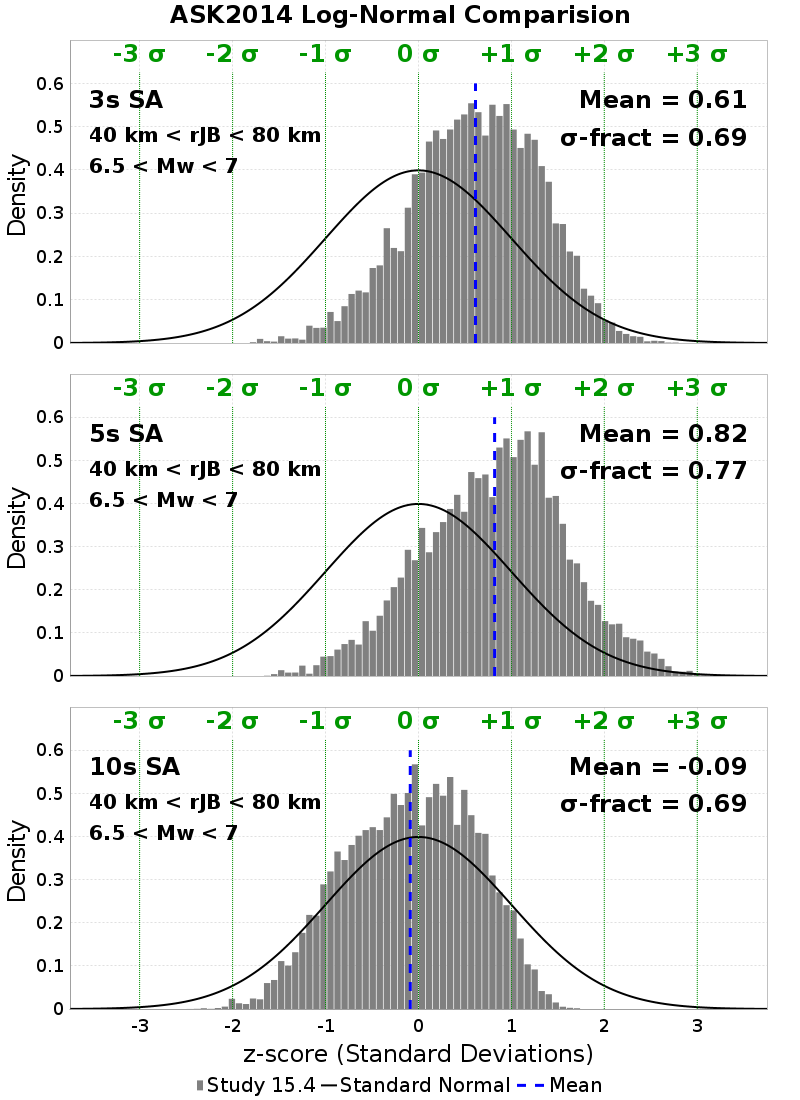 ASK2014 Log-Normal Comparision
-3 σ -2 σ -1 σ 0 σ +1 σ +2 σ +3 σ
3s SA
40 km < rJB < 80 km
6.5 < Mw < 7
Mean = 0.61
σ-fract = 0.69
Density
0.6
0.5
0.4
0.3
0.2
0.1
0
-3 σ -2 σ -1 σ 0 σ +1 σ +2 σ +3 σ
5s SA
40 km < rJB < 80 km
6.5 < Mw < 7
Mean = 0.82
σ-fract = 0.77
Density
0.6
0.5
0.4
0.3
0.2
0.1
0
-3 σ -2 σ -1 σ 0 σ +1 σ +2 σ +3 σ
10s SA
40 km < rJB < 80 km
6.5 < Mw < 7
Mean = -0.09
σ-fract = 0.69
Density
0.6
0.5
0.4
0.3
0.2
0.1
0
-3 -2 -1 0 1 2 3
z-score (Standard Deviations)
Study 15.4 Standard Normal Mean